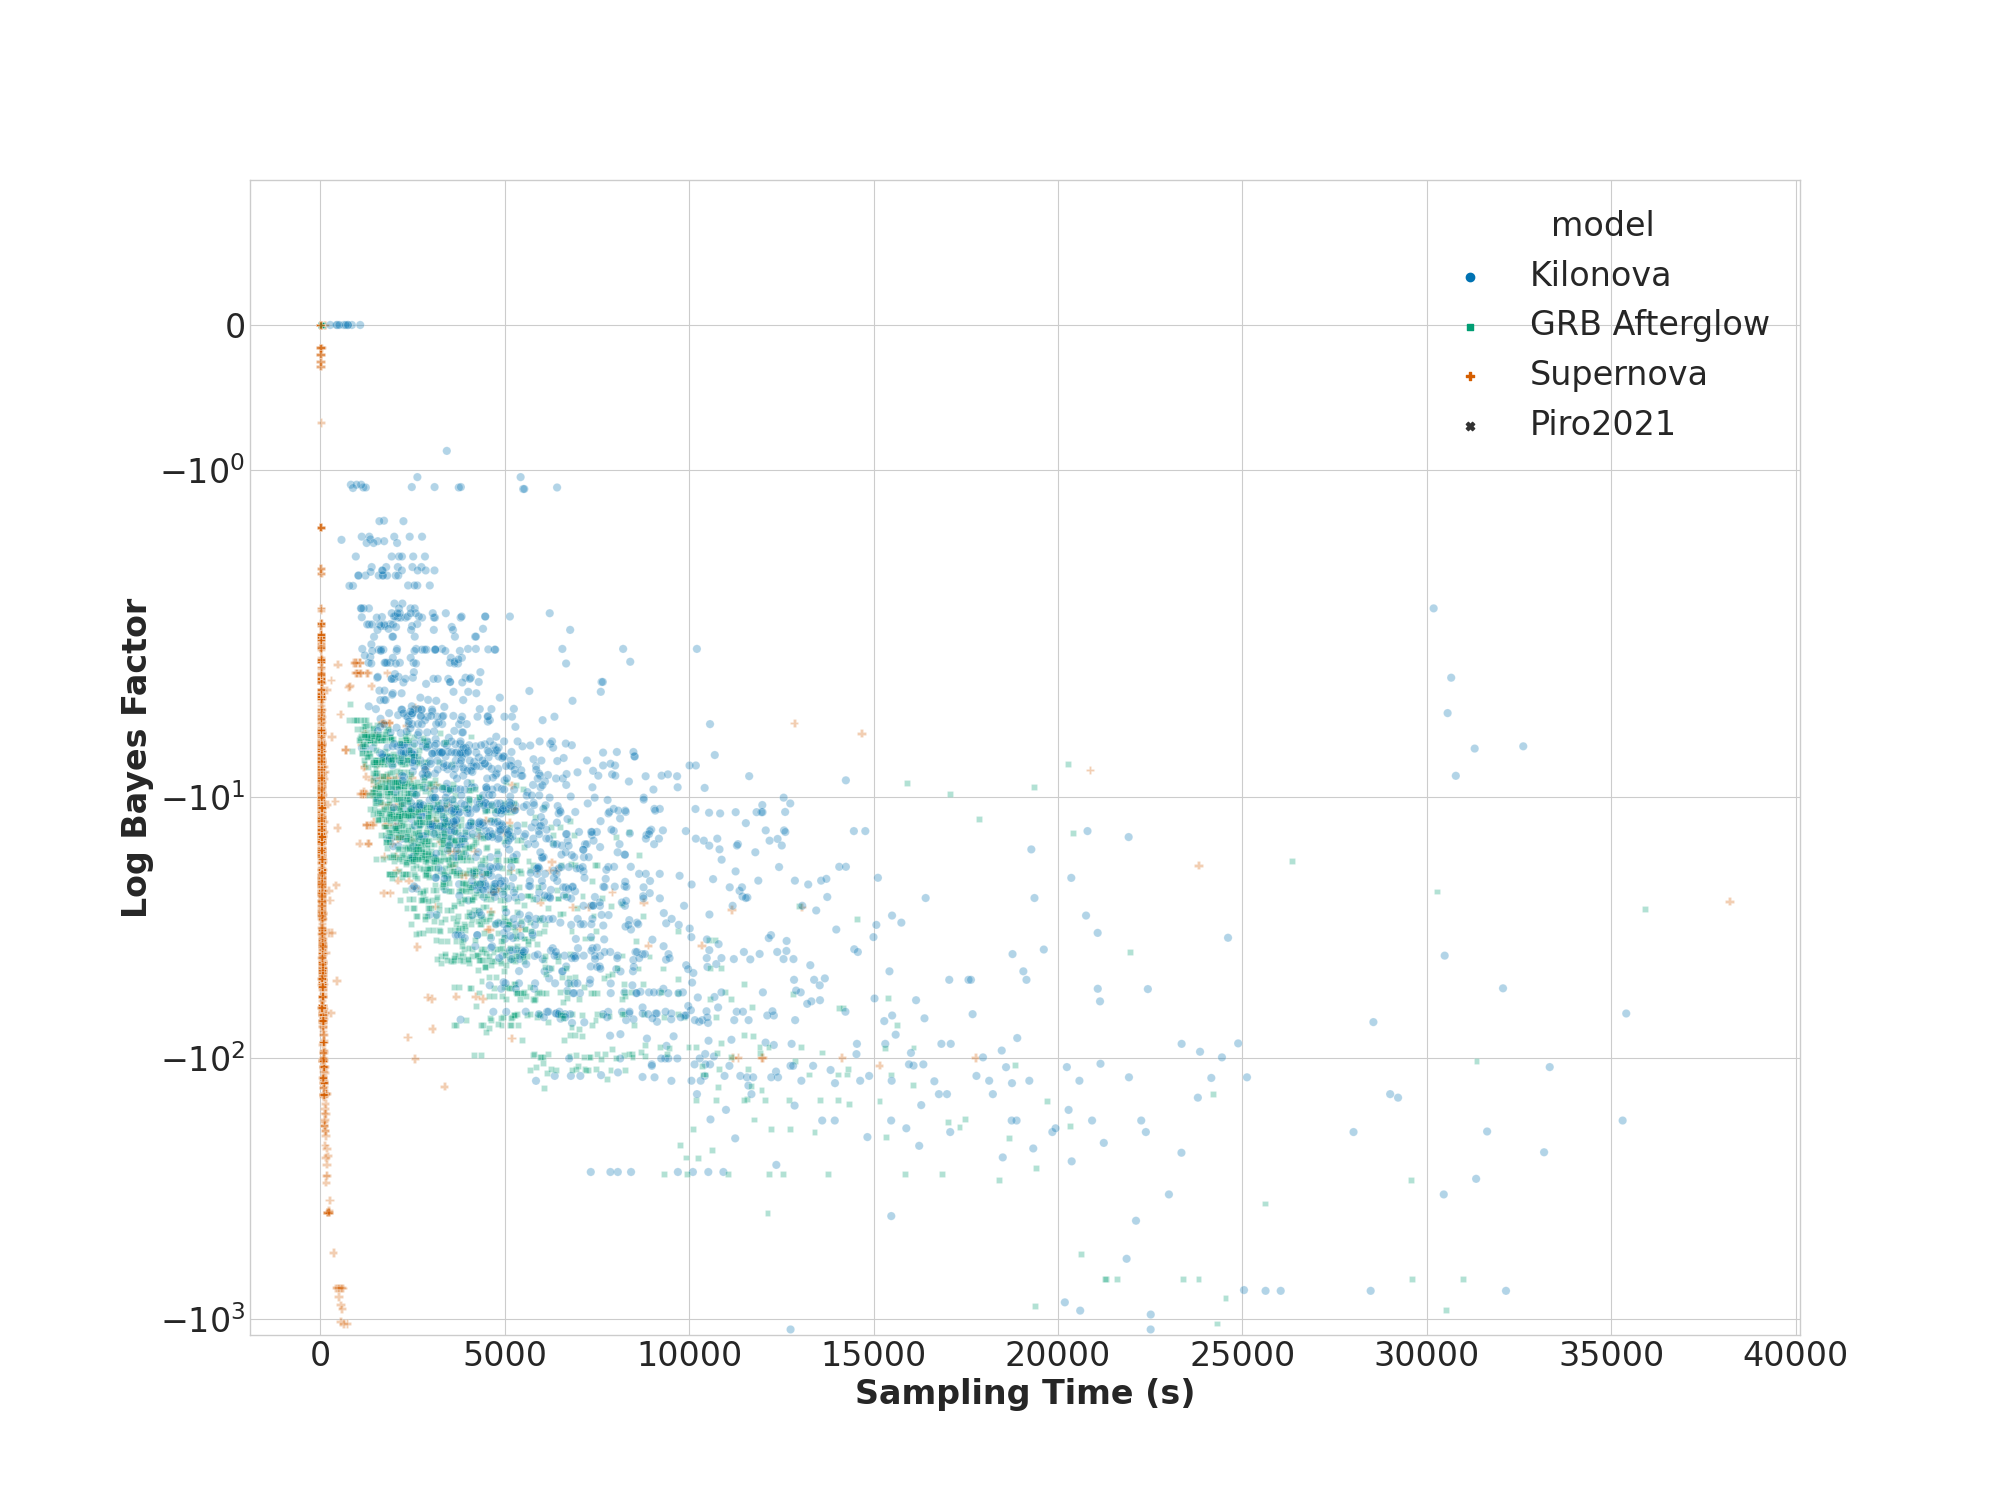 model
Kilonova
GRB Afterglow
Supernova
Piro2021
0
−10⁰
−10¹
−10²
−10³
Log Bayes Factor
0 5000 10000 15000 20000 25000 30000 35000 40000
Sampling Time (s)